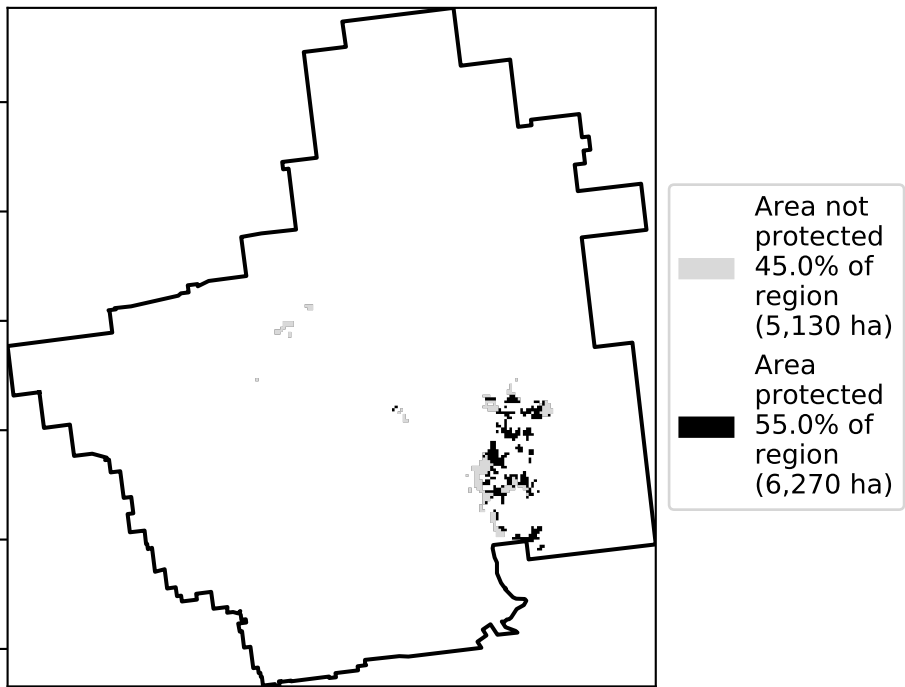 Area not
protected
45.0% of
region
(5,130 ha)
Area
protected
55.0% of
region
(6,270 ha)